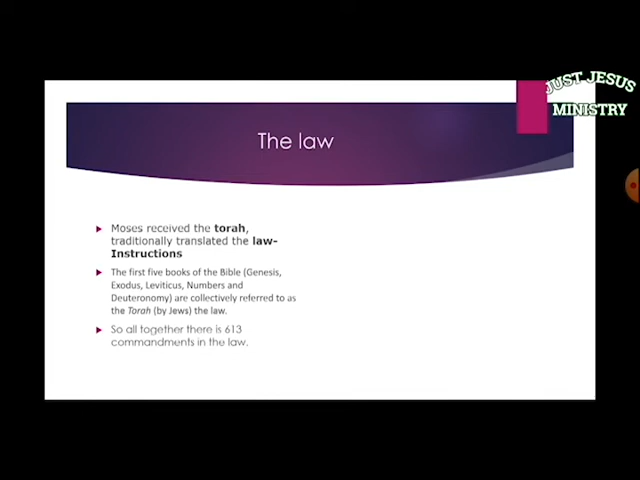 JUST JESUS
MINISTRY
The law
Moses received the torah,
traditionally translated the law-
Instructions
The first five books of the Bible (Genesis,
Exodus, Leviticus, Numbers and
Deuteronomy) are collectively referred to as
the Torah (by Jews) the law.
So all together there is 613
commandments in the law.